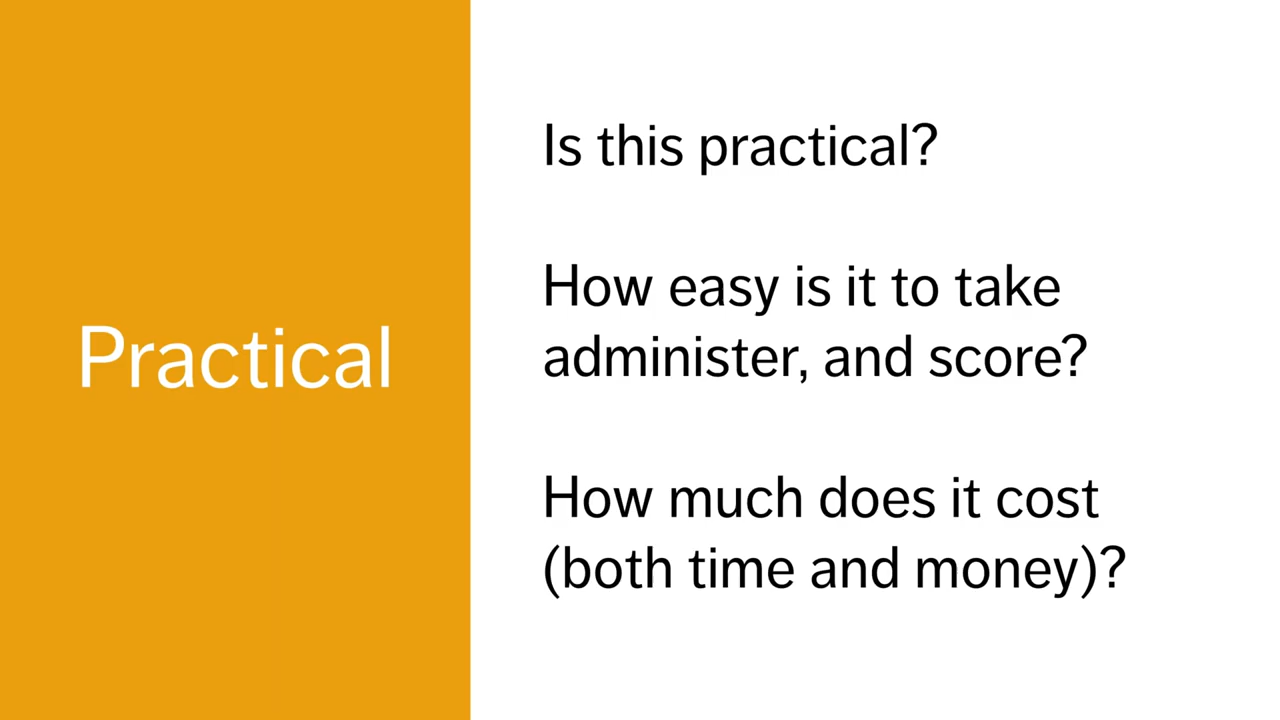 Practical
Is this practical?
How easy is it to take
administer, and score?
How much does it cost
(both time and money)?